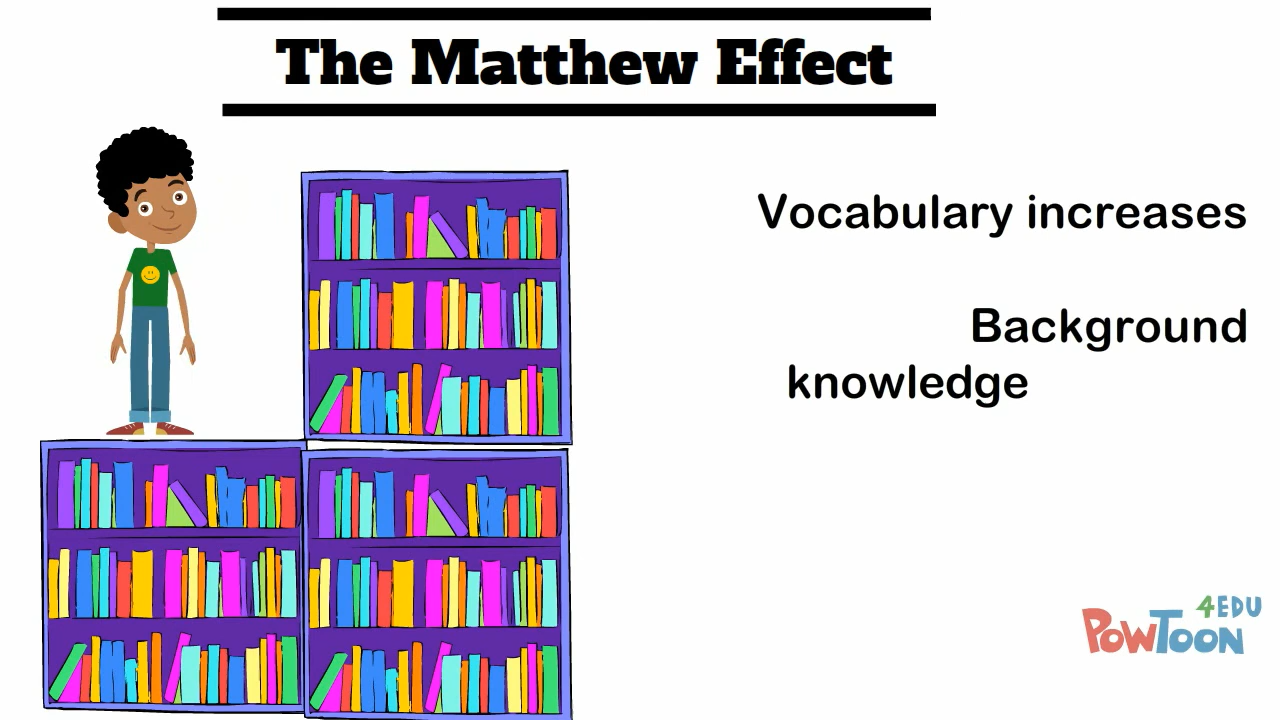 The Matthew Effect
Vocabulary increases
Background
knowledge
4EDU
POWTOON